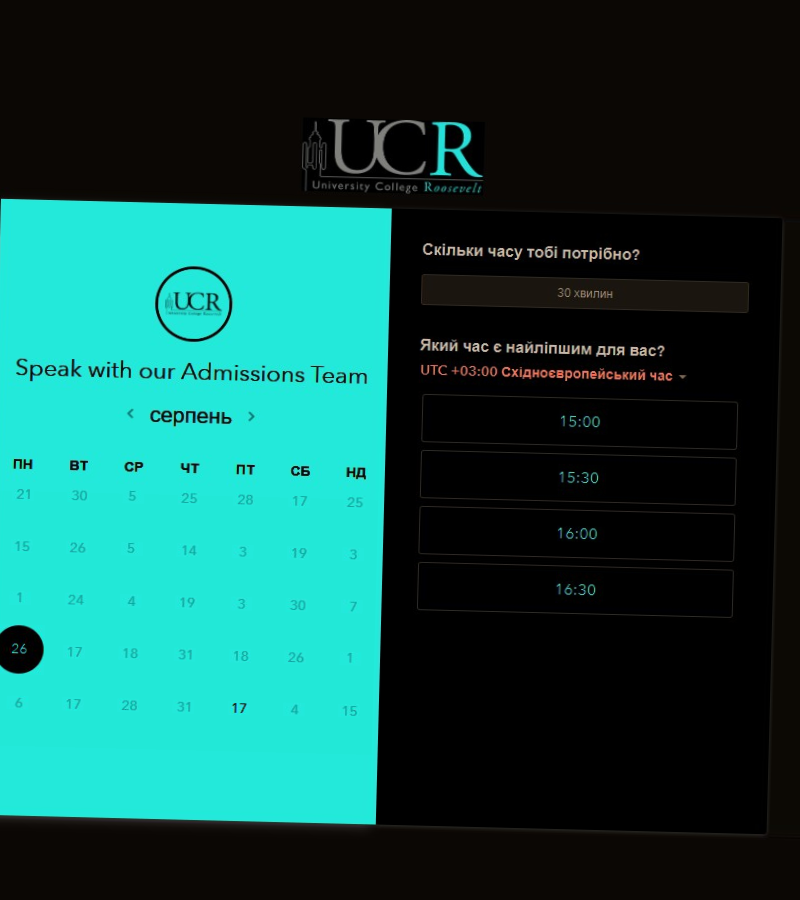 UCR
University College Roosevelt
UCR
Speak with our Admissions Team
серпень
ПН ВТ СР ЧТ ПТ СБ НД
21 30 5 25 28 17 25
15 26 5 14 3 19 3
1 24 4 19 3 30 7
26 17 18 31 18 26 1
6 17 28 31 17 4 15
Скільки часу тобі потрібно?
30 хвилин
Який час є найліпшим для вас?
UTC +03:00 Східноєвропейський час
15:00
15:30
16:00
16:30